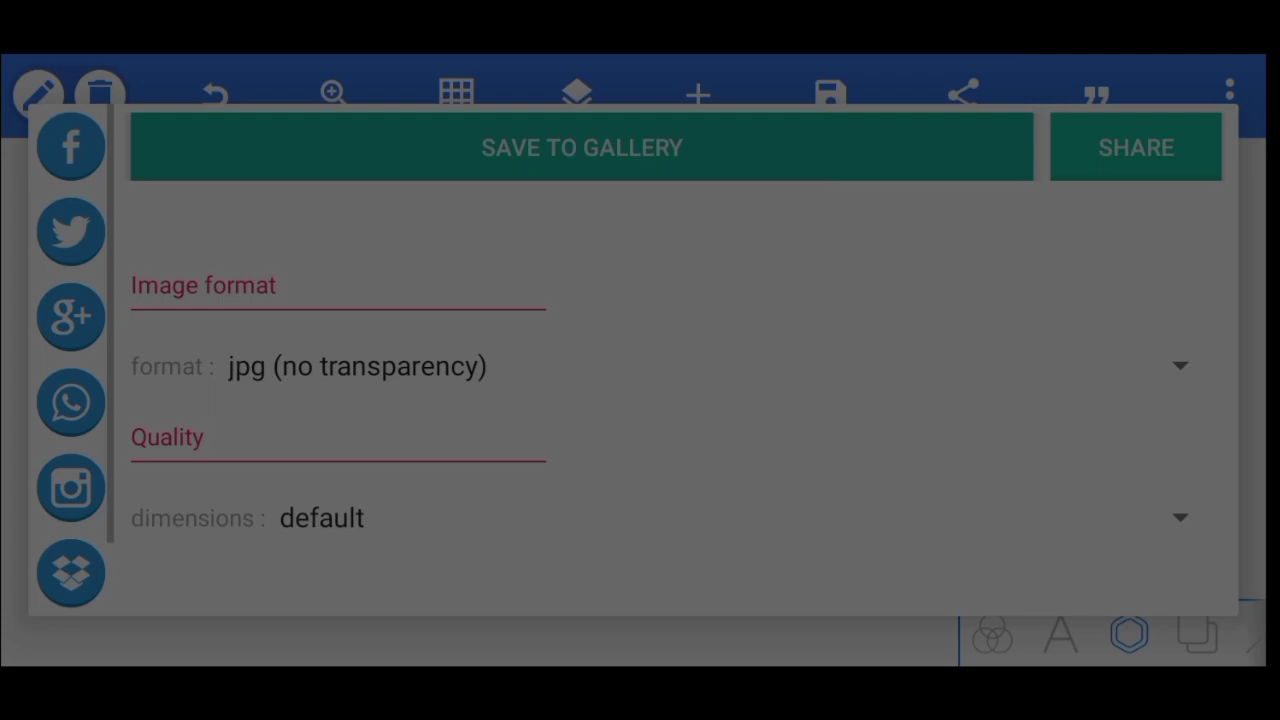 SAVE TO GALLERY
SHARE
Image format
format : jpg (no transparency)
Quality
dimensions : default